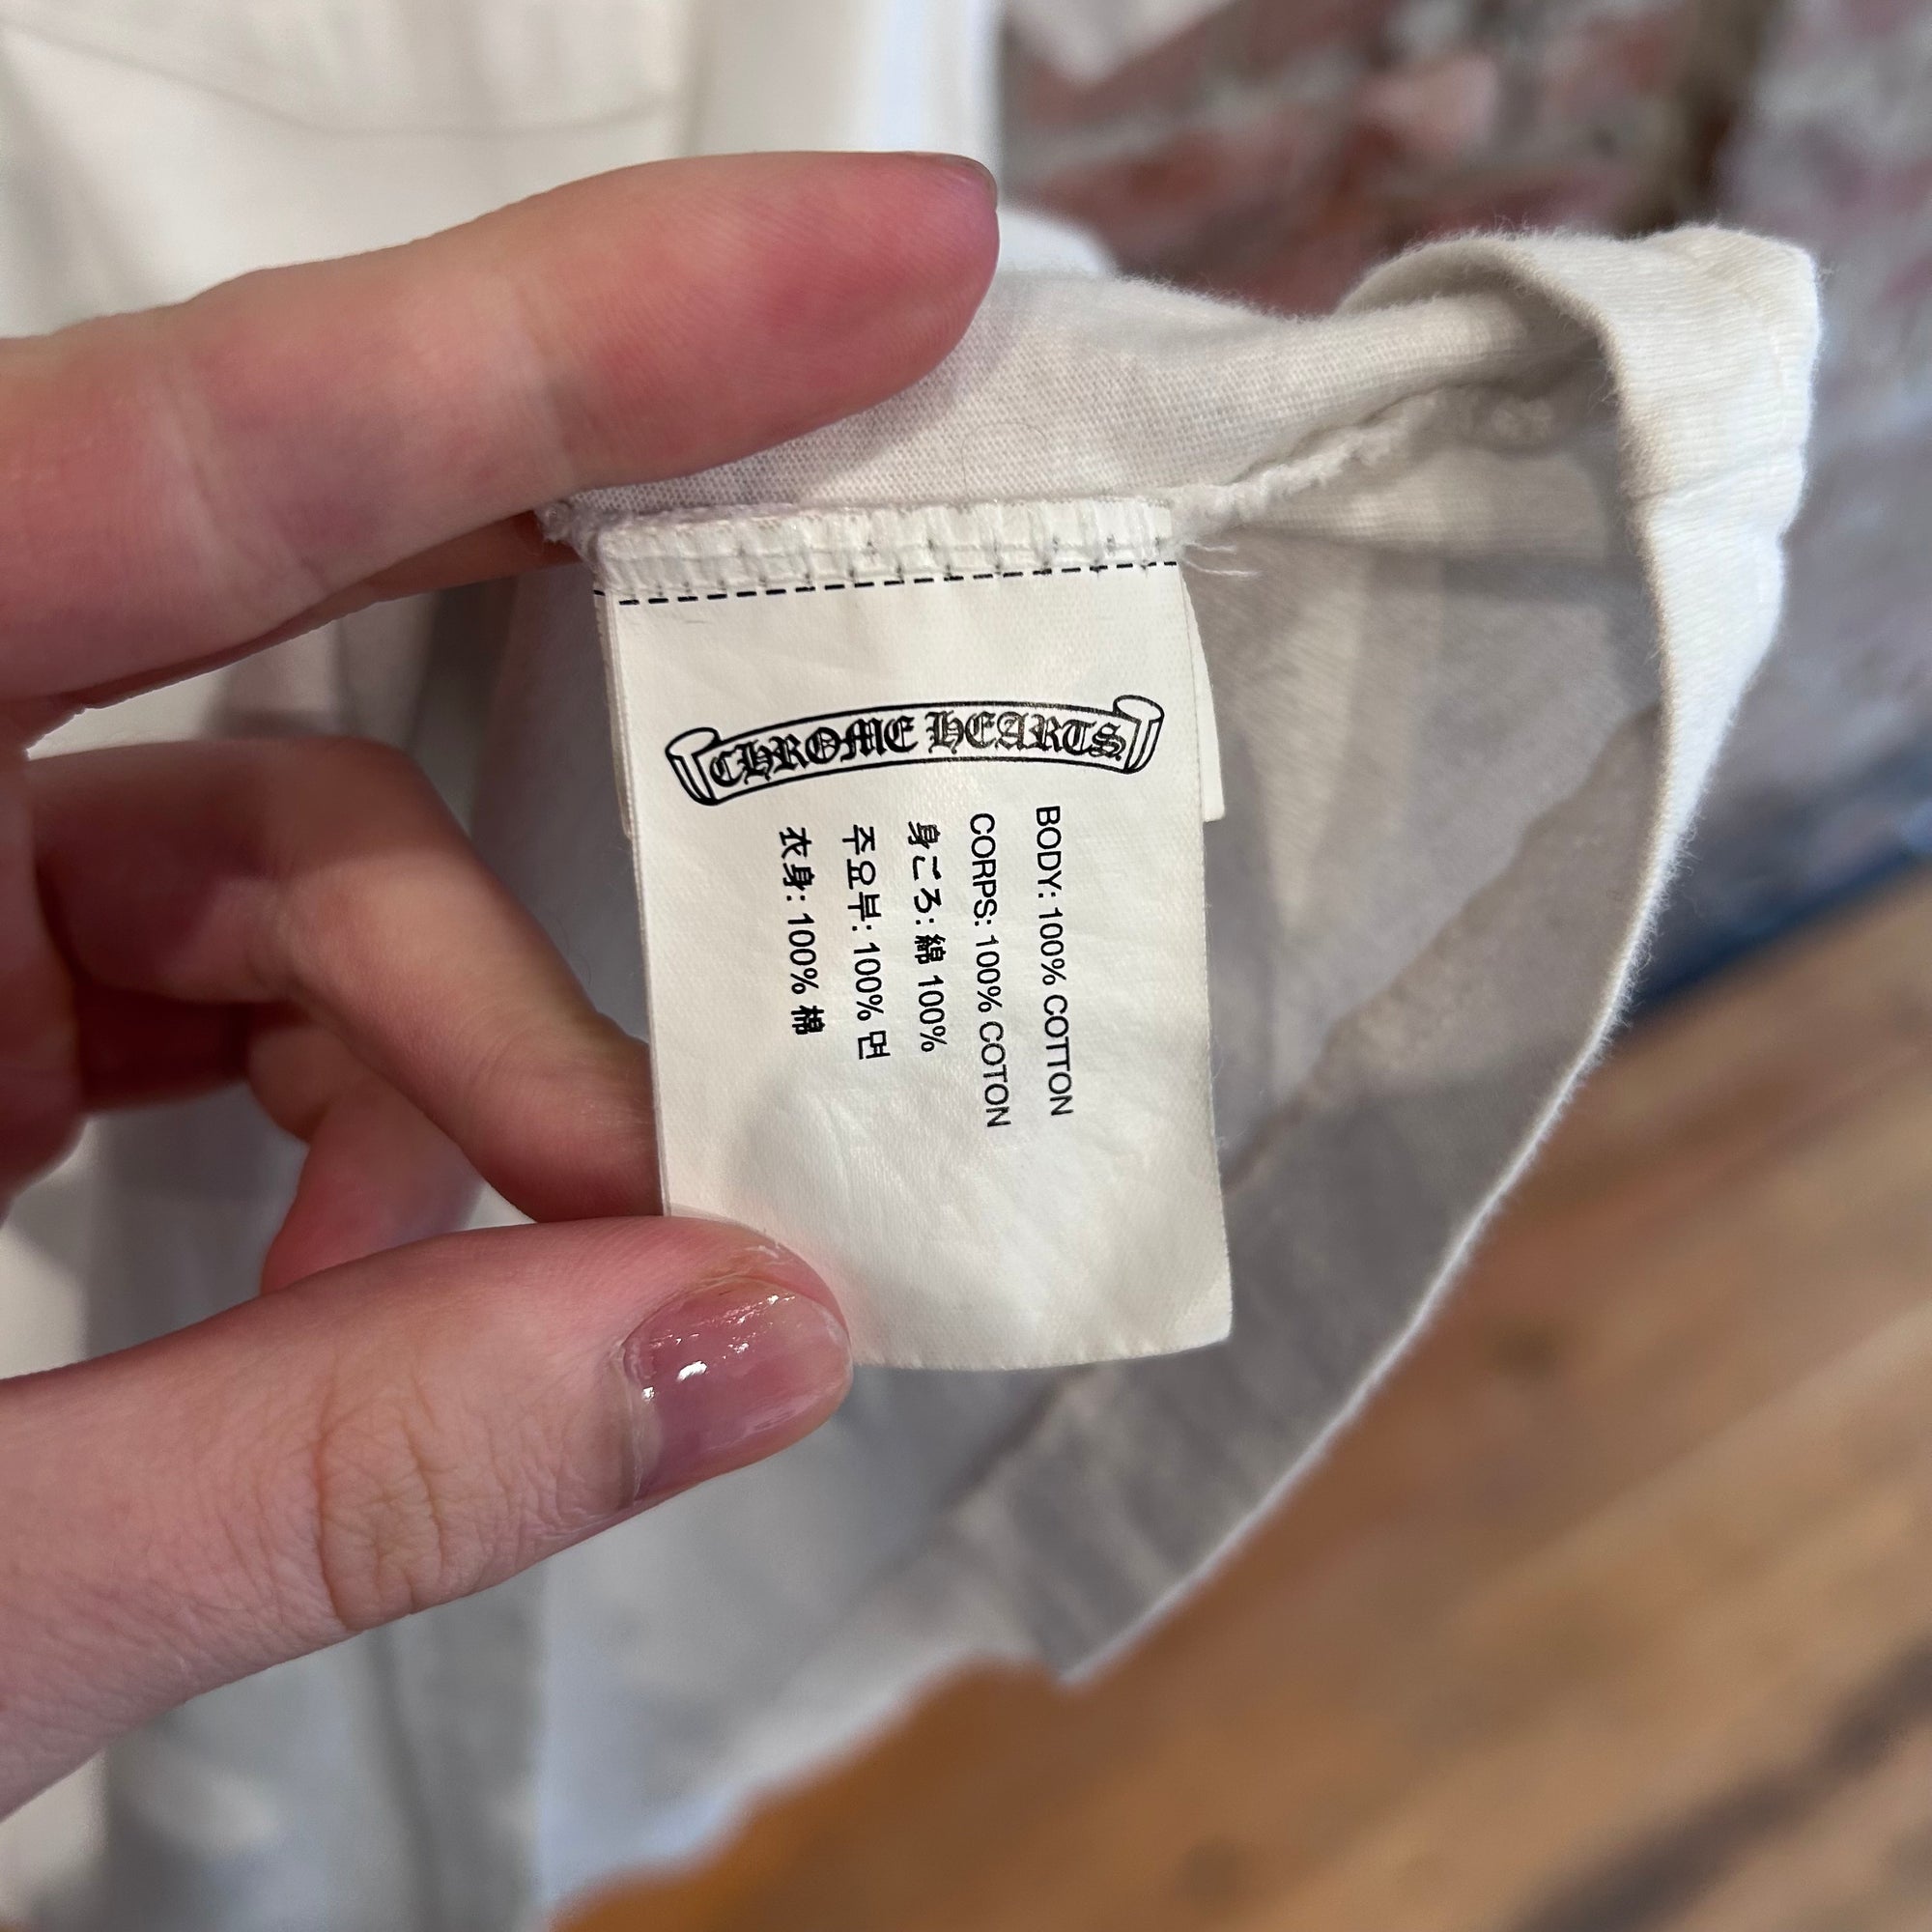 CHROME HEARTS
BODY: 100% COTTON
CORPS: 100% COTON
身ごろ: 綿 100%
주요부: 100% 면
衣身: 100% 棉